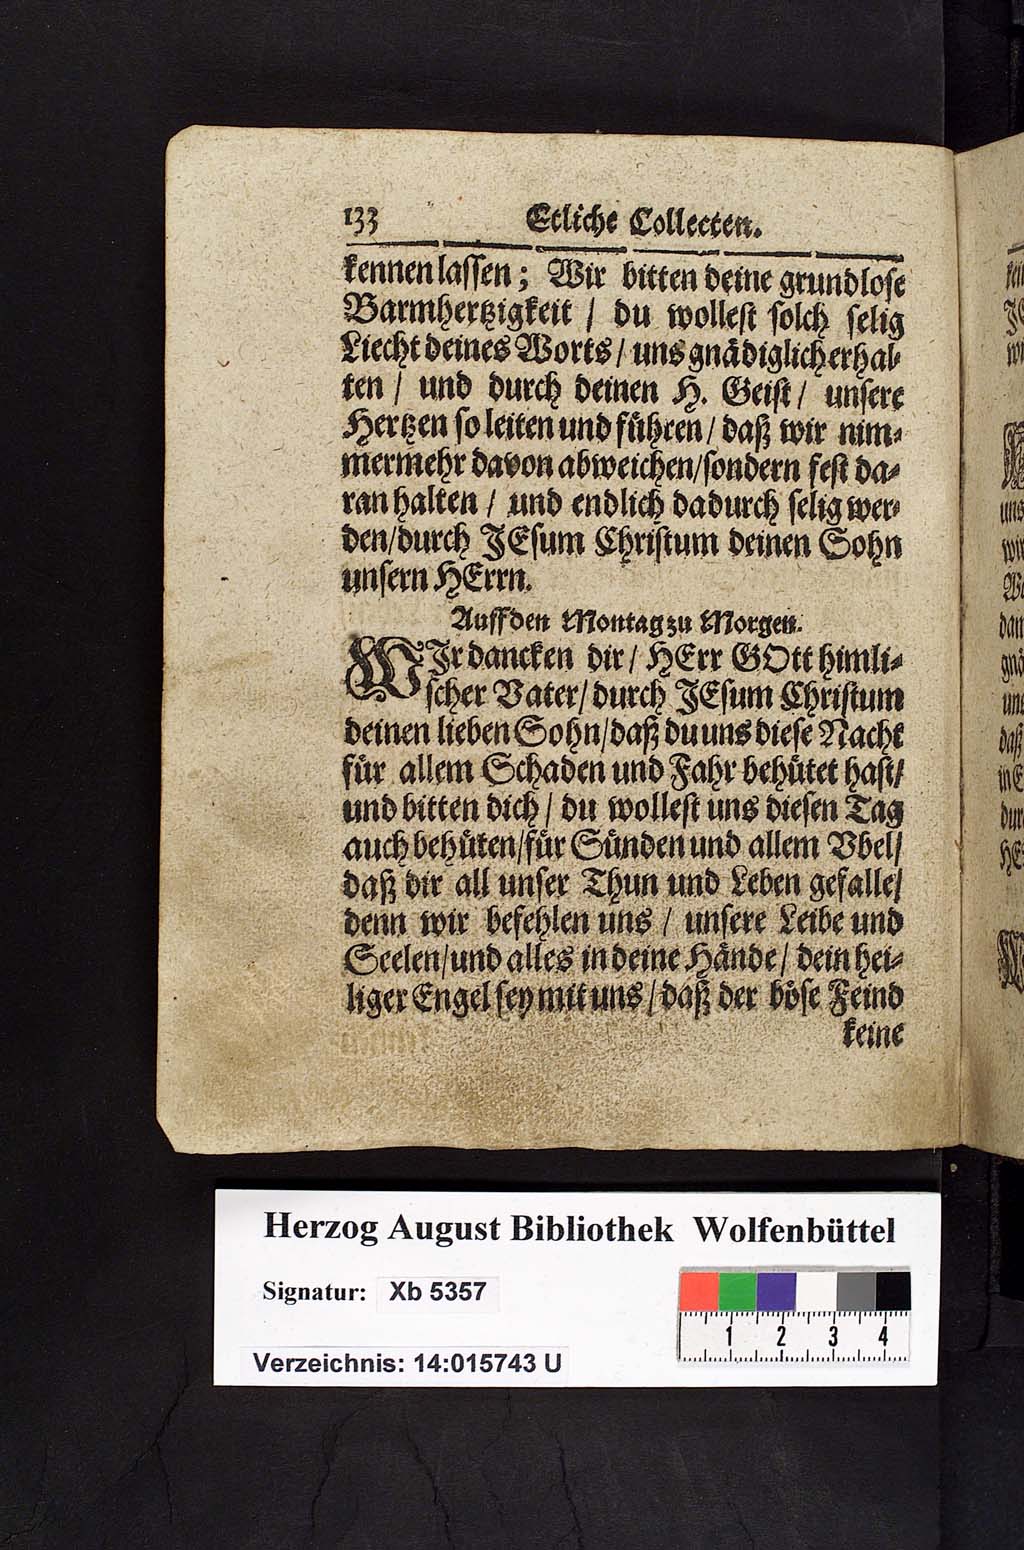 133 Etliche Collecten.
kennen lassen; Wir bitten deine grundlose
Barmhertzigkeit / du wollest solch selig
Liecht deines Worts / uns gnädiglich erhal-
ten / und durch deinen H. Geist / unsere
Hertzen so leiten und führen / daß wir nim-
mermehr davon abweichen / sondern fest da-
ran halten / und endlich dadurch selig wer-
den / durch JEsum Christum deinen Sohn
unsern HErrn.
Auff den Montag zu Morgen.
WIr dancken dir / HErr GOtt himli-
scher Vater / durch JEsum Christum
deinen lieben Sohn / daß du uns diese Nacht
für allem Schaden und Fahr behütet hast /
und bitten dich / du wollest uns diesen Tag
auch behüten / für Sünden und allem Vbel /
daß dir all unser Thun und Leben gefalle /
denn wir befehlen uns / unsere Leibe und
Seelen / und alles in deine Hände / dein hei-
liger Engel sey mit uns / daß der böse Feind
keine
Herzog August Bibliothek Wolfenbüttel
Signatur: Xb 5357
1 2 3 4
Verzeichnis: 14:015743 U